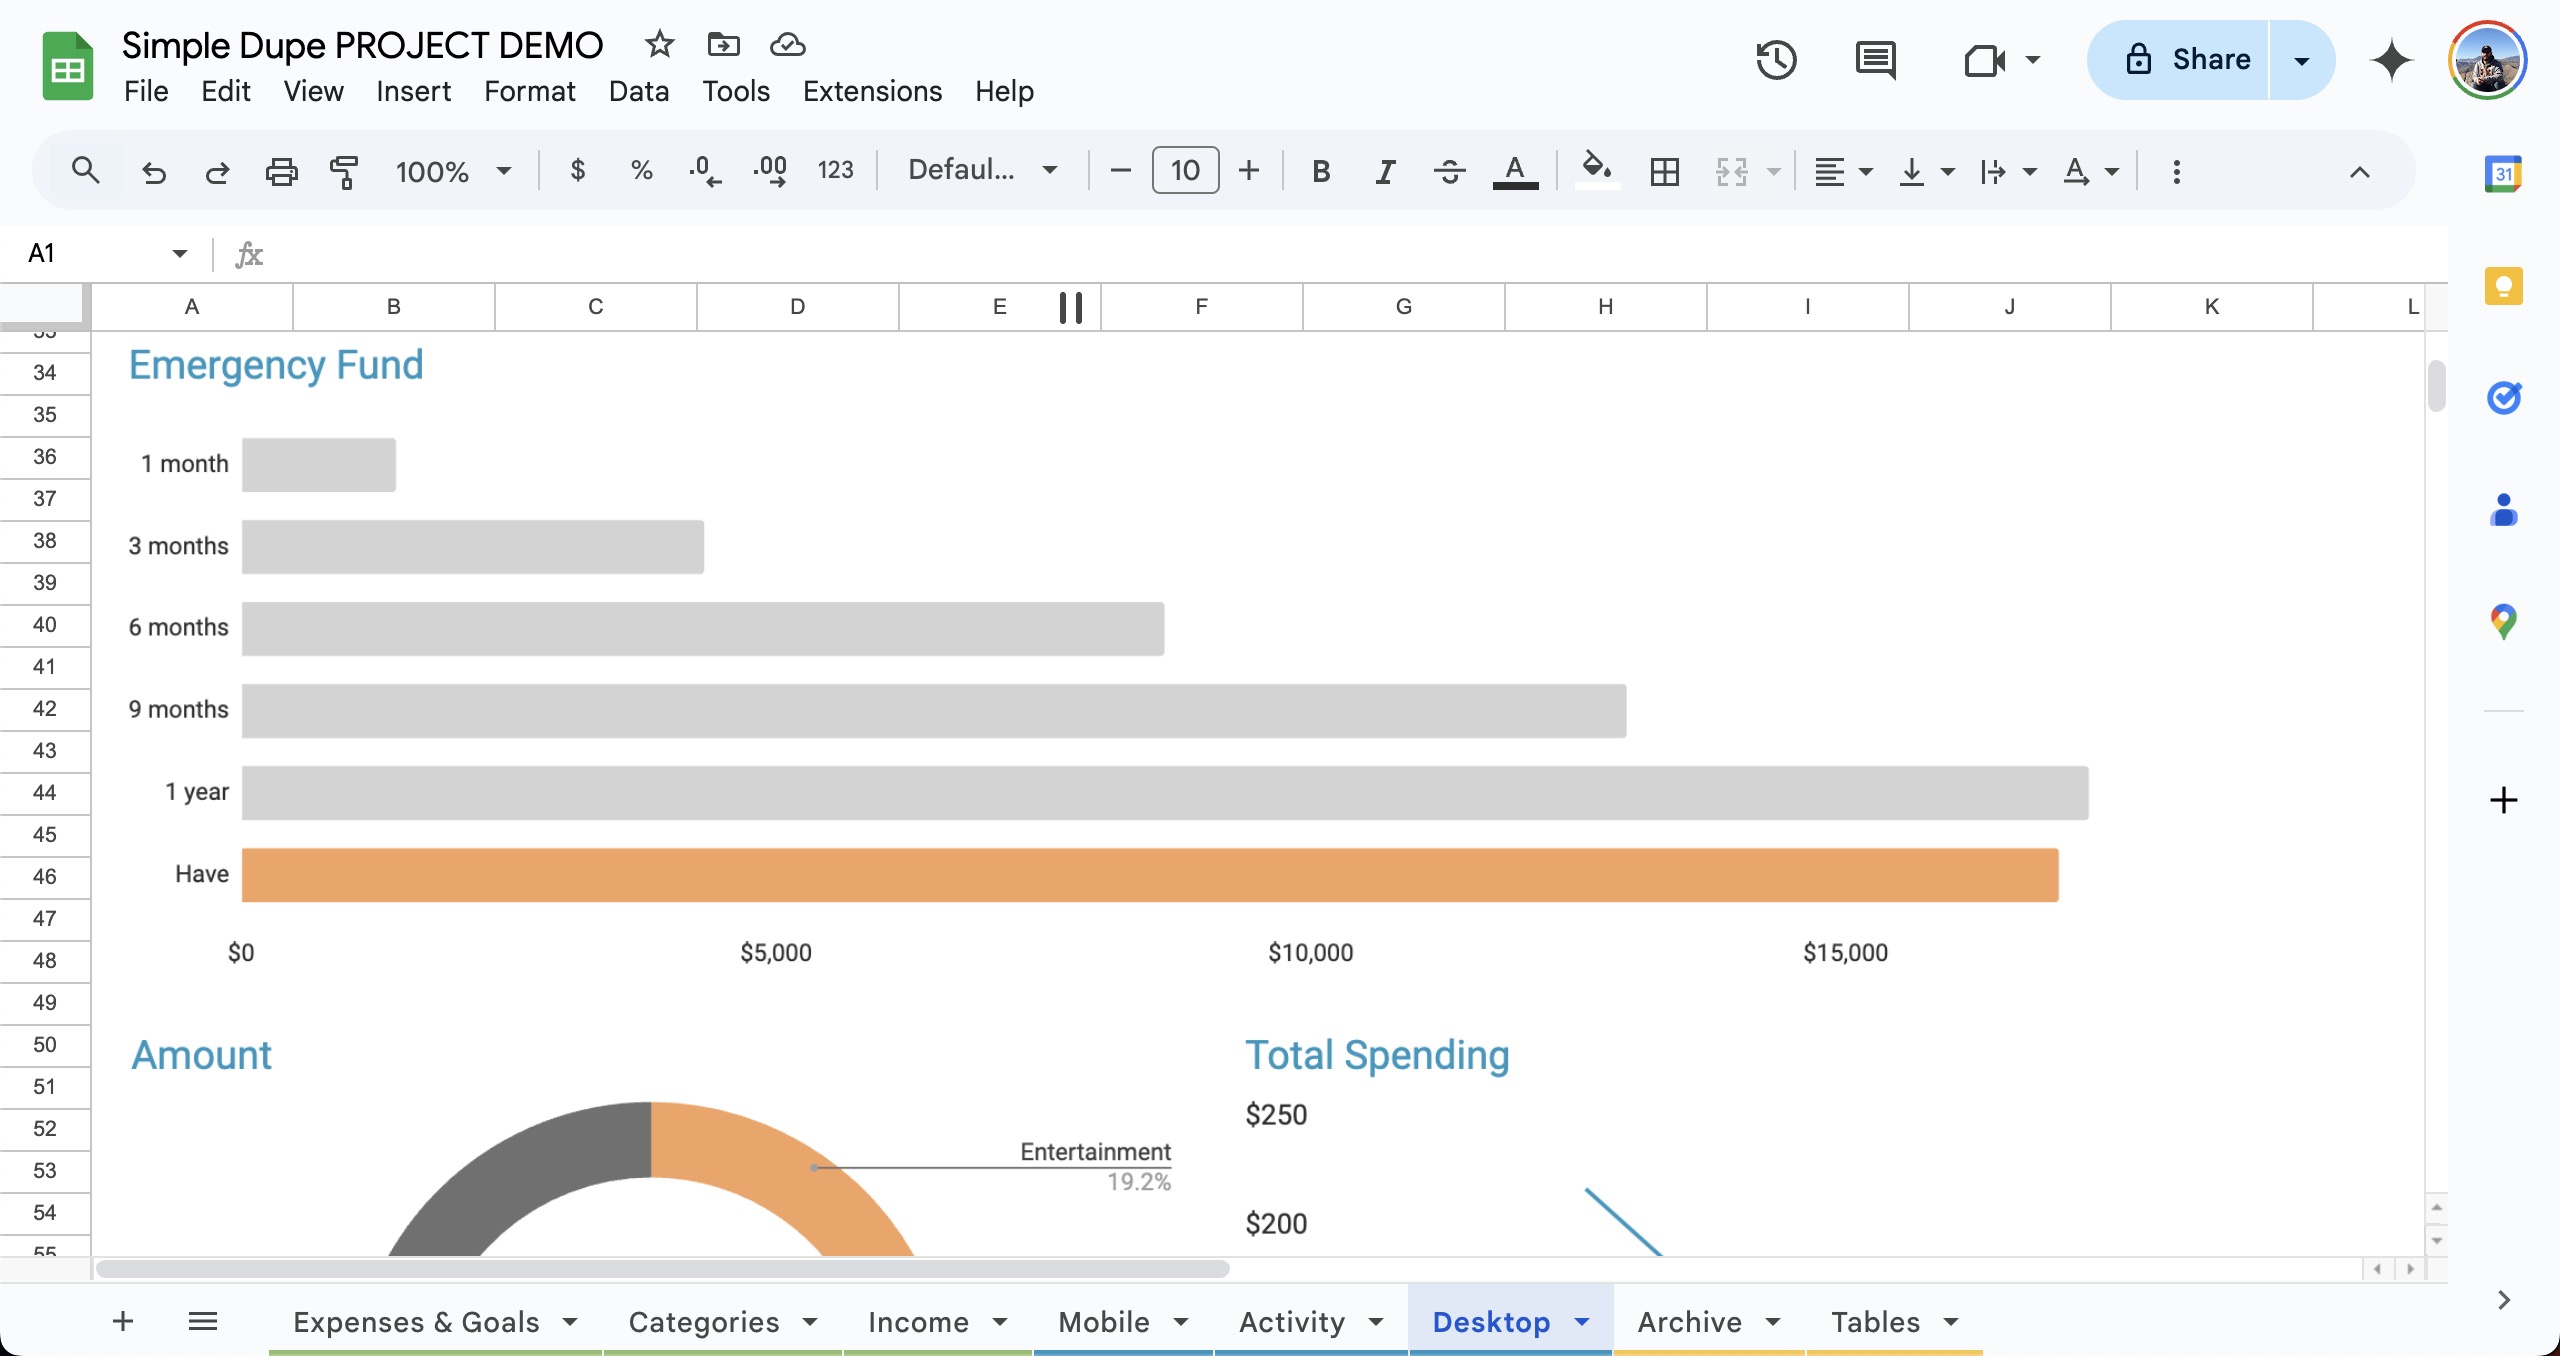 Simple Dupe PROJECT DEMO
File Edit View Insert Format Data Tools Extensions Help
Share
100% $ % .0 .00 123 Defaul... 10 B I A A
31
A1 fx
A B C D E F G H I J K L
34
35
36
37
38
39
40
41
42
43
44
45
46
47
48
49
50
51
52
53
54
55
Emergency Fund
1 month
3 months
6 months
9 months
1 year
Have
$0 $5,000 $10,000 $15,000
Amount
Entertainment
19.2%
Total Spending
$250
$200
Expenses & Goals Categories Income Mobile Activity Desktop Archive Tables